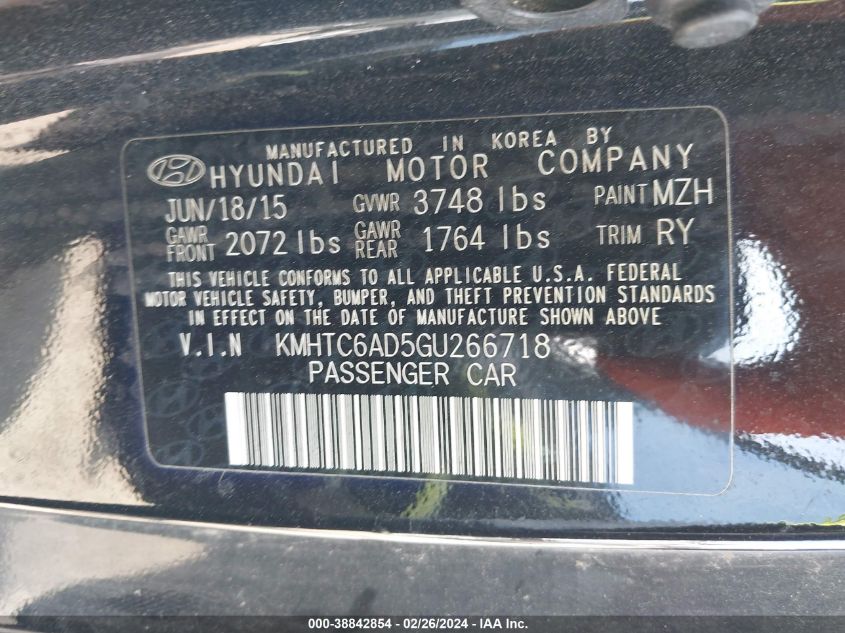 MANUFACTURED IN KOREA BY
HYUNDAI MOTOR COMPANY
JUN/18/15 GVWR 3748 lbs PAINT MZH
GAWR FRONT 2072 lbs GAWR REAR 1764 lbs TRIM RY
THIS VEHICLE CONFORMS TO ALL APPLICABLE U.S.A. FEDERAL
MOTOR VEHICLE SAFETY, BUMPER, AND THEFT PREVENTION STANDARDS
IN EFFECT ON THE DATE OF MANUFACTURE SHOWN ABOVE
V.I.N KMHTC6AD5GU266718
PASSENGER CAR
000-38842854 - 02/26/2024 - IAA Inc.